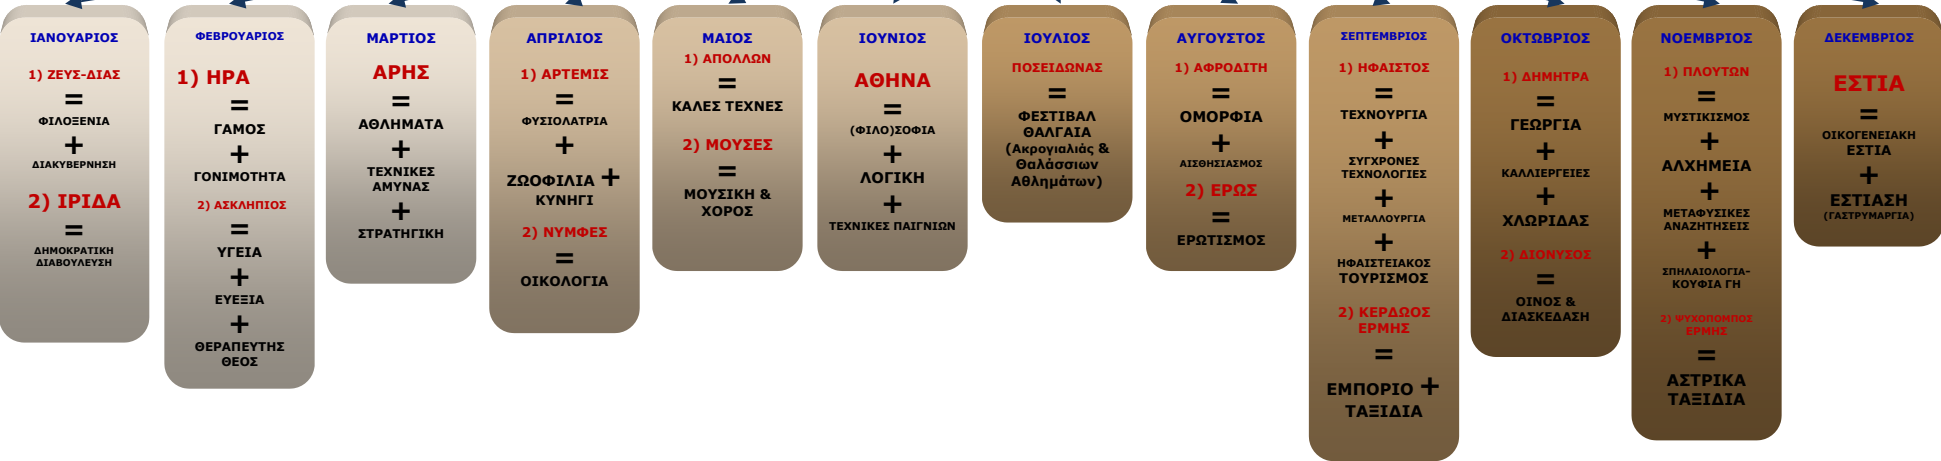 ΙΑΝΟΥΑΡΙΟΣ
1) ΖΕΥΣ-ΔΙΑΣ
=
ΦΙΛΟΞΕΝΙΑ
+
ΔΙΑΚΥΒΕΡΝΗΣΗ
2) ΙΡΙΔΑ
=
ΔΗΜΟΚΡΑΤΙΚΗ
ΔΙΑΒΟΥΛΕΥΣΗ
ΦΕΒΡΟΥΑΡΙΟΣ
1) ΗΡΑ
=
ΓΑΜΟΣ
+
ΓΟΝΙΜΟΤΗΤΑ
2) ΑΣΚΛΗΠΙΟΣ
=
ΥΓΕΙΑ
+
ΕΥΕΞΙΑ
+
ΘΕΡΑΠΕΥΤΗΣ
ΘΕΟΣ
ΜΑΡΤΙΟΣ
ΑΡΗΣ
=
ΑΘΛΗΜΑΤΑ
+
ΤΕΧΝΙΚΕΣ
ΑΜΥΝΑΣ
+
ΣΤΡΑΤΗΓΙΚΗ
ΑΠΡΙΛΙΟΣ
1) ΑΡΤΕΜΙΣ
=
ΦΥΣΙΟΛΑΤΡΙΑ
+
ΖΩΟΦΙΛΙΑ +
ΚΥΝΗΓΙ
2) ΝΥΜΦΕΣ
=
ΟΙΚΟΛΟΓΙΑ
ΜΑΙΟΣ
1) ΑΠΟΛΛΩΝ
=
ΚΑΛΕΣ ΤΕΧΝΕΣ
2) ΜΟΥΣΕΣ
=
ΜΟΥΣΙΚΗ &
ΧΟΡΟΣ
ΙΟΥΝΙΟΣ
ΑΘΗΝΑ
=
(ΦΙΛΟ)ΣΟΦΙΑ
+
ΛΟΓΙΚΗ
+
ΤΕΧΝΙΚΕΣ ΠΑΙΓΝΙΩΝ
ΙΟΥΛΙΟΣ
ΠΟΣΕΙΔΩΝΑΣ
=
ΦΕΣΤΙΒΑΛ
ΘΑΛΓΑΙΑ
(Ακρογιαλιάς &
Θαλάσσιων
Αθλημάτων)
ΑΥΓΟΥΣΤΟΣ
1) ΑΦΡΟΔΙΤΗ
=
ΟΜΟΡΦΙΑ
+
ΑΙΣΘΗΣΙΑΣΜΟΣ
2) ΕΡΩΣ
=
ΕΡΩΤΙΣΜΟΣ
ΣΕΠΤΕΜΒΡΙΟΣ
1) ΗΦΑΙΣΤΟΣ
=
ΤΕΧΝΟΥΡΓΙΑ
+
ΣΥΓΧΡΟΝΕΣ
ΤΕΧΝΟΛΟΓΙΕΣ
+
ΜΕΤΑΛΛΟΥΡΓΙΑ
+
ΗΦΑΙΣΤΕΙΑΚΟΣ
ΤΟΥΡΙΣΜΟΣ
2) ΚΕΡΔΩΟΣ
ΕΡΜΗΣ
=
ΕΜΠΟΡΙΟ +
ΤΑΞΙΔΙΑ
ΟΚΤΩΒΡΙΟΣ
1) ΔΗΜΗΤΡΑ
=
ΓΕΩΡΓΙΑ
+
ΚΑΛΛΙΕΡΓΕΙΕΣ
+
ΧΛΩΡΙΔΑΣ
2) ΔΙΟΝΥΣΟΣ
=
ΟΙΝΟΣ &
ΔΙΑΣΚΕΔΑΣΗ
ΝΟΕΜΒΡΙΟΣ
1) ΠΛΟΥΤΩΝ
=
ΜΥΣΤΙΚΙΣΜΟΣ
+
ΑΛΧΗΜΕΙΑ
+
ΜΕΤΑΦΥΣΙΚΕΣ
ΑΝΑΖΗΤΗΣΕΙΣ
+
ΣΠΗΛΑΙΟΛΟΓΙΑ-
ΚΟΥΦΙΑ ΓΗ
2) ΨΥΧΟΠΟΜΠΟΣ
ΕΡΜΗΣ
=
ΑΣΤΡΙΚΑ
ΤΑΞΙΔΙΑ
ΔΕΚΕΜΒΡΙΟΣ
ΕΣΤΙΑ
=
ΟΙΚΟΓΕΝΕΙΑΚΗ
ΕΣΤΙΑ
+
ΕΣΤΙΑΣΗ
(ΓΑΣΤΡΥΜΑΡΓΙΑ)